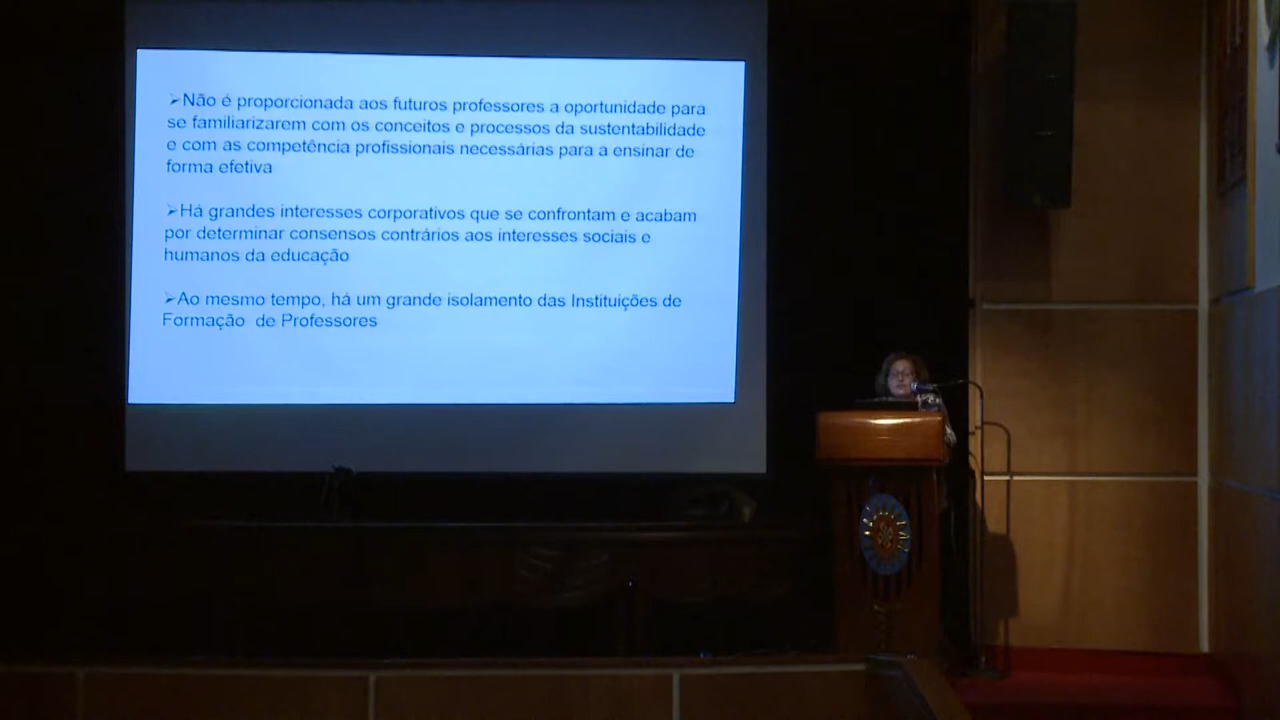 ➢Não é proporcionada aos futuros professores a oportunidade para
se familiarizarem com os conceitos e processos da sustentabilidade
e com as competência profissionais necessárias para a ensinar de
forma efetiva
➢Há grandes interesses corporativos que se confrontam e acabam
por determinar consensos contrários aos interesses sociais e
humanos da educação
➢Ao mesmo tempo, há um grande isolamento das Instituições de
Formação de Professores